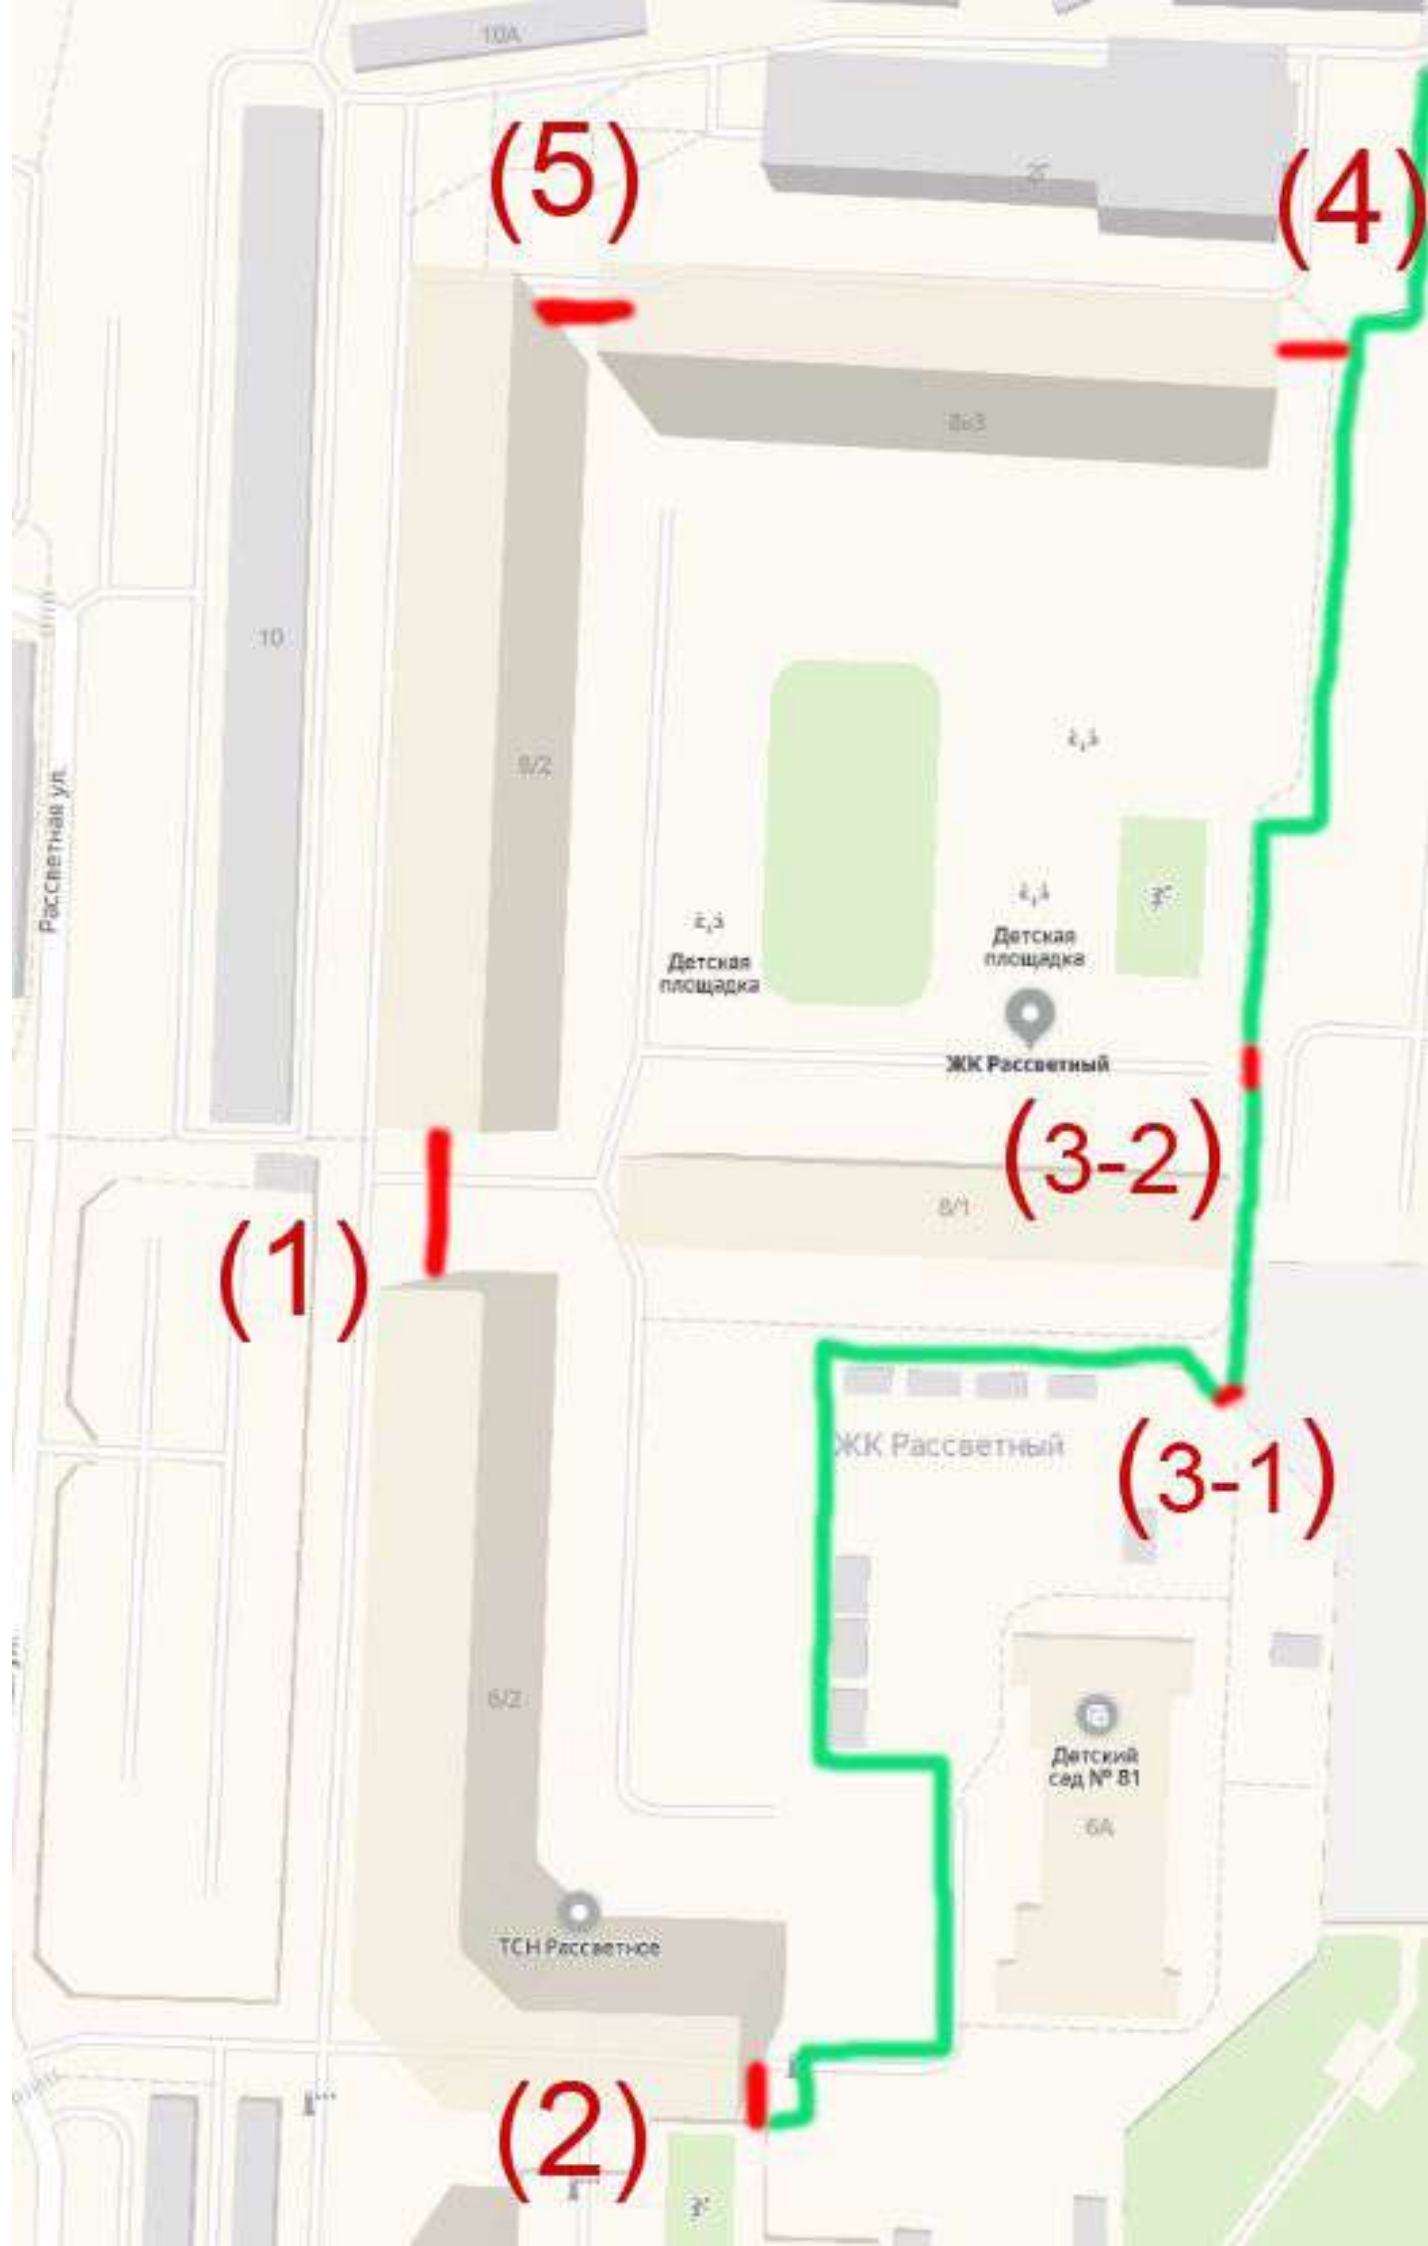 10А
(5)
(4)
2Г
8к3
10
8/2
Рассветная ул.
Детская
площадка
Детская
площадка
ЖК Рассветный
(3-2)
8/1
(1)
ЖК Рассветный
(3-1)
6/2
Детский
сад № 81
6А
ТСН Рассветное
(2)